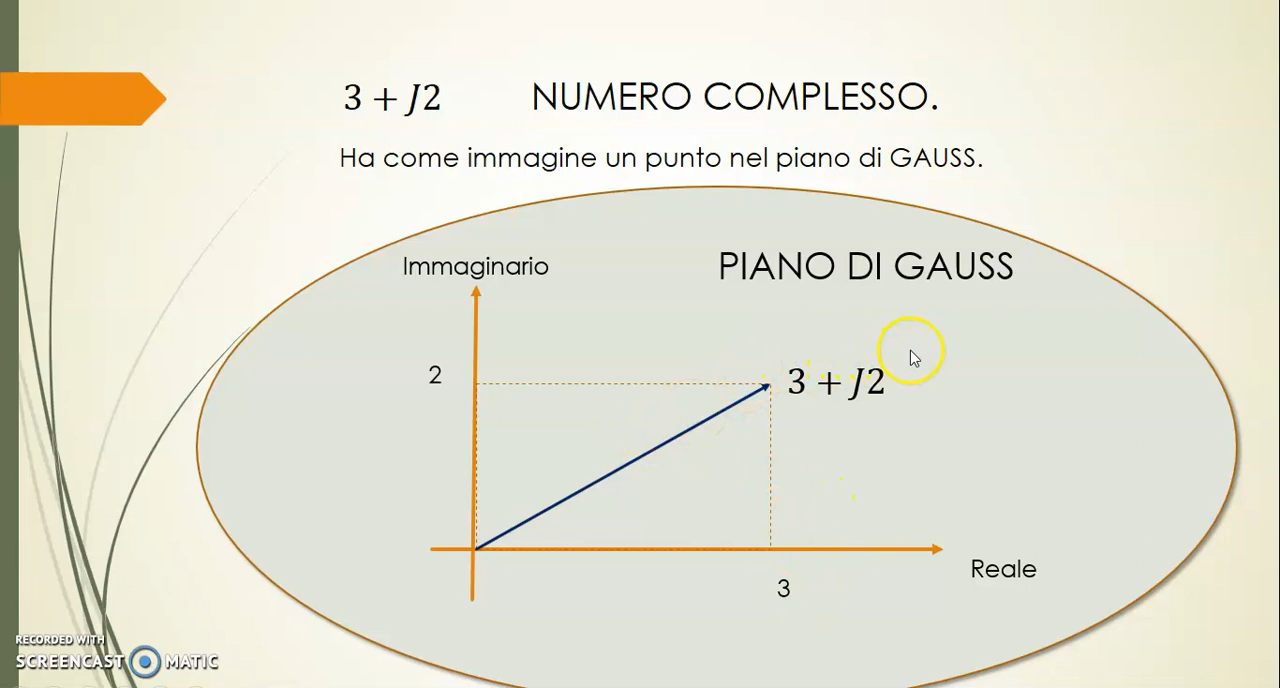 3 + J2 NUMERO COMPLESSO.
Ha come immagine un punto nel piano di GAUSS.
Immaginario
PIANO DI GAUSS
2
3 + J2
Reale
3
RECORDED WITH
SCREENCAST MATIC